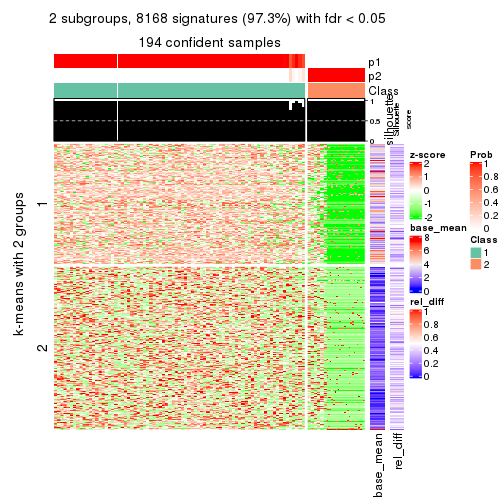 2 subgroups, 8168 signatures (97.3%) with fdr < 0.05
194 confident samples
p1
p2
Class
silhouette
Silhouette
score
1
0.5
0
k-means with 2 groups
1
2
base_mean
rel_diff
z-score
2
1
0
-1
-2
base_mean
8
6
4
2
0
rel_diff
1
0.8
0.6
0.4
0.2
0
Prob
1
0.8
0.6
0.4
0.2
0
Class
1
2